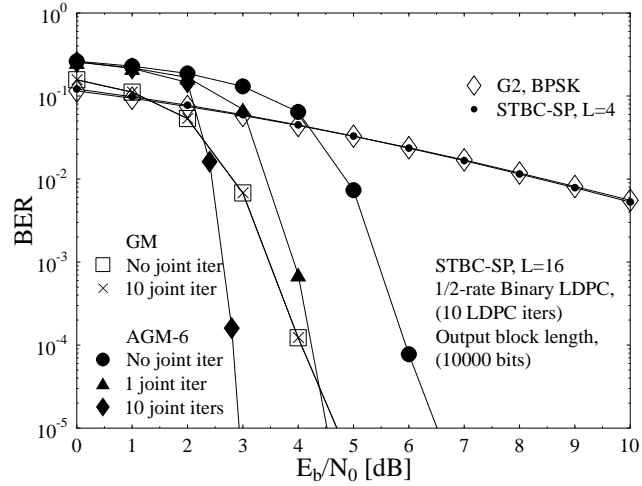 10^0
10^-1
10^-2
10^-3
10^-4
10^-5
BER
G2, BPSK
STBC-SP, L=4
GM
No joint iter
10 joint iter
AGM-6
No joint iter
1 joint iter
10 joint iters
STBC-SP, L=16
1/2-rate Binary LDPC,
(10 LDPC iters)
Output block length,
(10000 bits)
0 1 2 3 4 5 6 7 8 9 10
E_b/N_0 [dB]